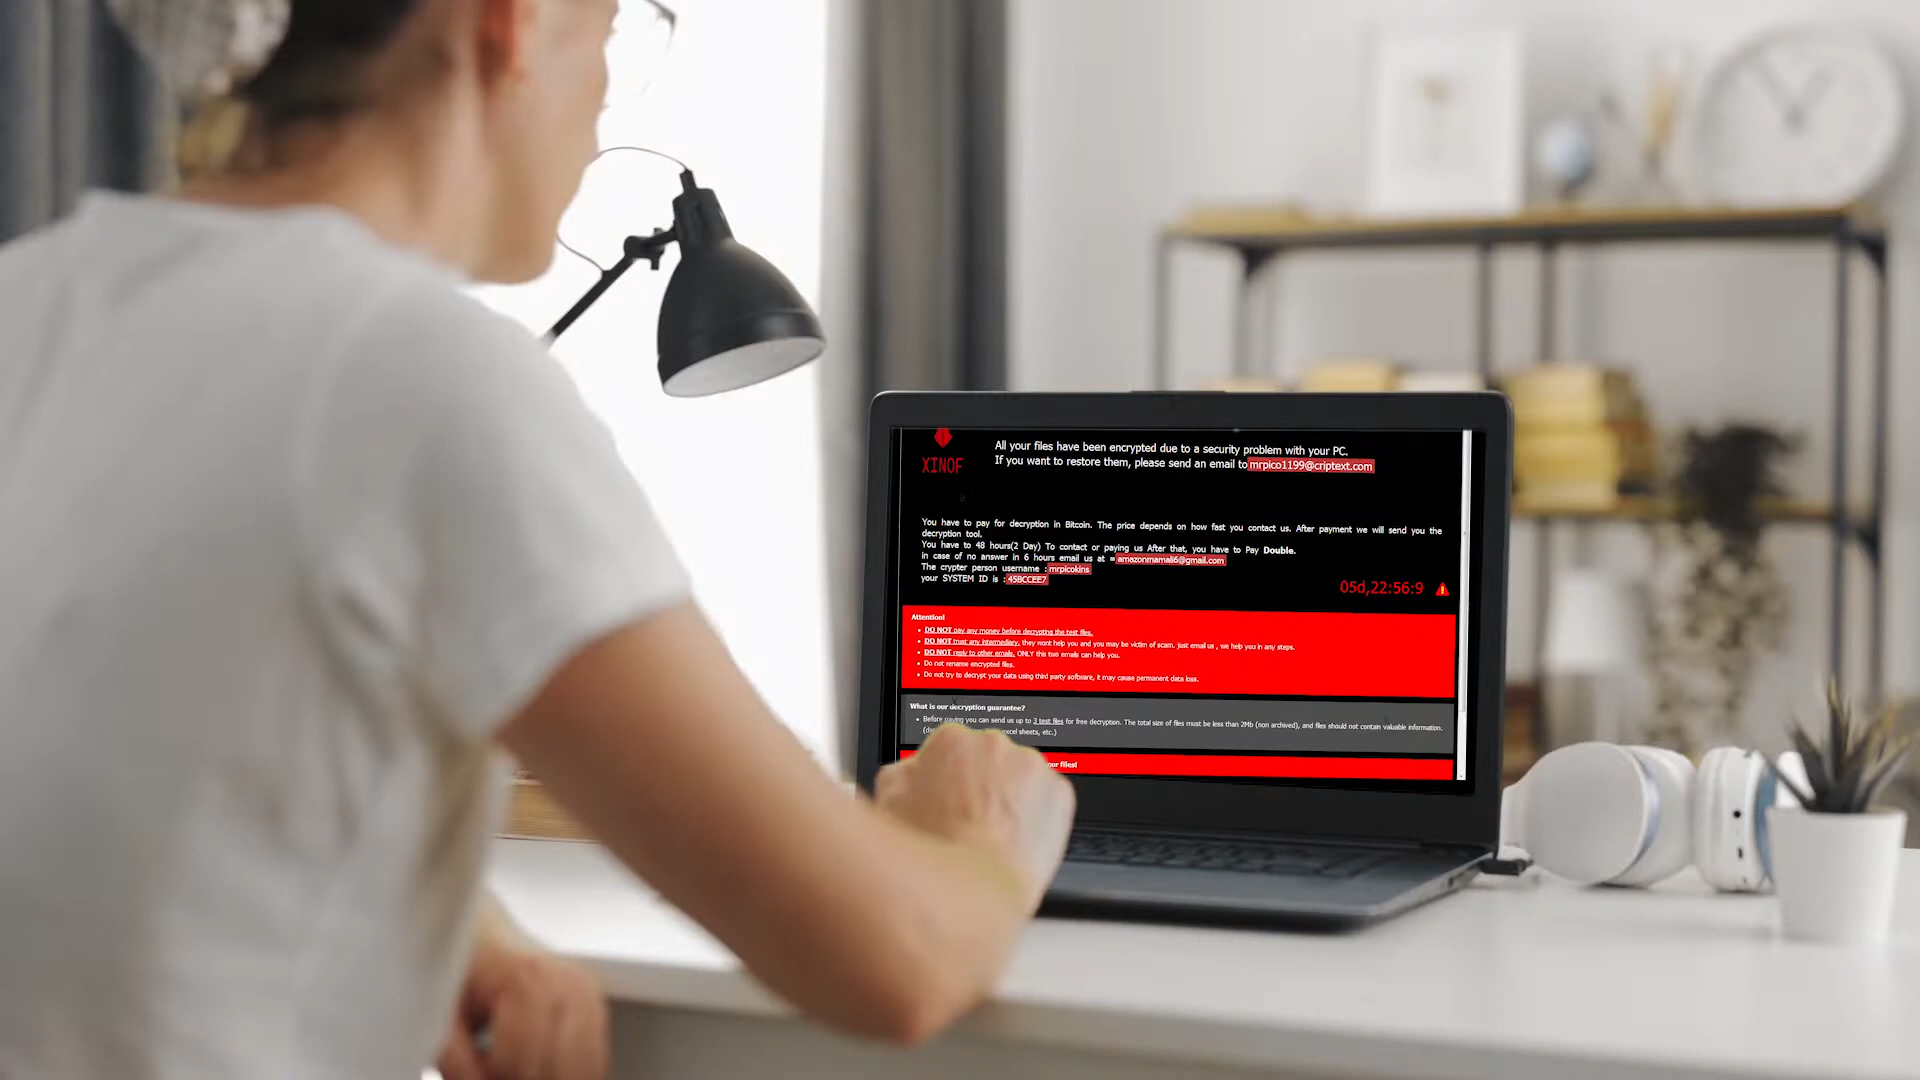 XINOF
All your files have been encrypted due to a security problem with your PC.
If you want to restore them, please send an email to mrpico1199@criptext.com
You have to pay for decryption in Bitcoin. The price depends on how fast you contact us. After payment we will send you the
decryption tool.
You have to 48 hours(2 Day) To contact or paying us After that, you have to Pay Double.
in case of no answer in 6 hours email us at = amazonmamali6@gmail.com
The crypter person username : mrpicokins
your SYSTEM ID is : 45BCCEE7
05d,22:56:9
Attention!
• DO NOT pay any money before decrypting the test files.
• DO NOT trust any intermediary. they wont help you and you may be victim of scam. just email us , we help you in any steps.
• DO NOT reply to other emails. ONLY this two emails can help you.
• Do not rename encrypted files.
• Do not try to decrypt your data using third party software, it may cause permanent data loss.
What is our decryption guarantee?
• Before paying you can send us up to 3 test files for free decryption. The total size of files must be less than 2Mb (non archived), and files should not contain valuable information.
excel sheets, etc.)
files!